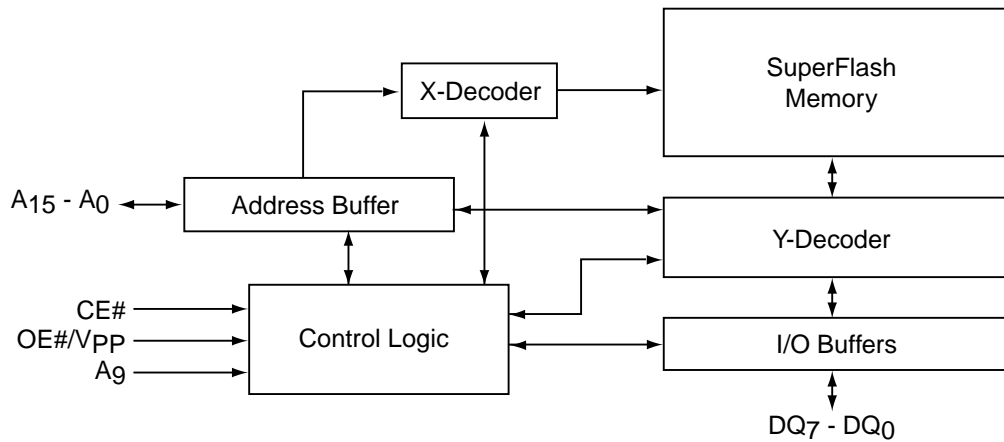 SuperFlash
Memory
X-Decoder
A15 - A0
Address Buffer
Y-Decoder
CE#
OE#/VPP
A9
Control Logic
I/O Buffers
DQ7 - DQ0